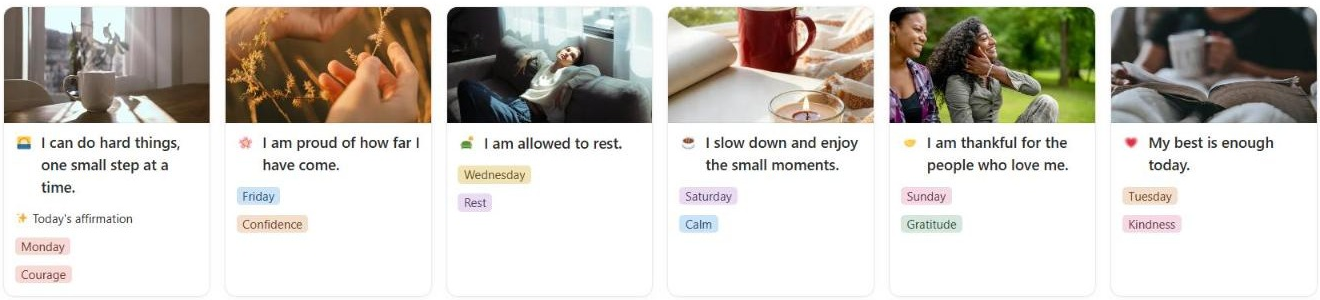 I can do hard things,
one small step at a
time.
Today's affirmation
Monday
Courage
I am proud of how far I
have come.
Friday
Confidence
I am allowed to rest.
Wednesday
Rest
I slow down and enjoy
the small moments.
Saturday
Calm
I am thankful for the
people who love me.
Sunday
Gratitude
My best is enough
today.
Tuesday
Kindness